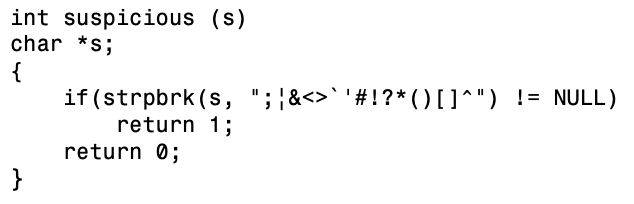 int suspicious (s)
char *s;
{
    if(strpbrk(s, ";¦&<>`'#!?*()[]^") != NULL)
        return 1;
    return 0;
}